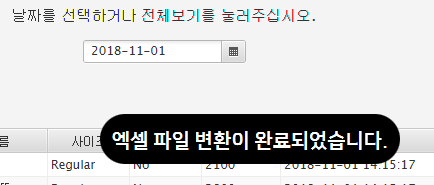 날짜를 선택하거나 전체보기를 눌러주십시오.
2018-11-01
엑셀 파일 변환이 완료되었습니다.
름 사이즈
Regular No 2100 2018-11-01 14:15:17